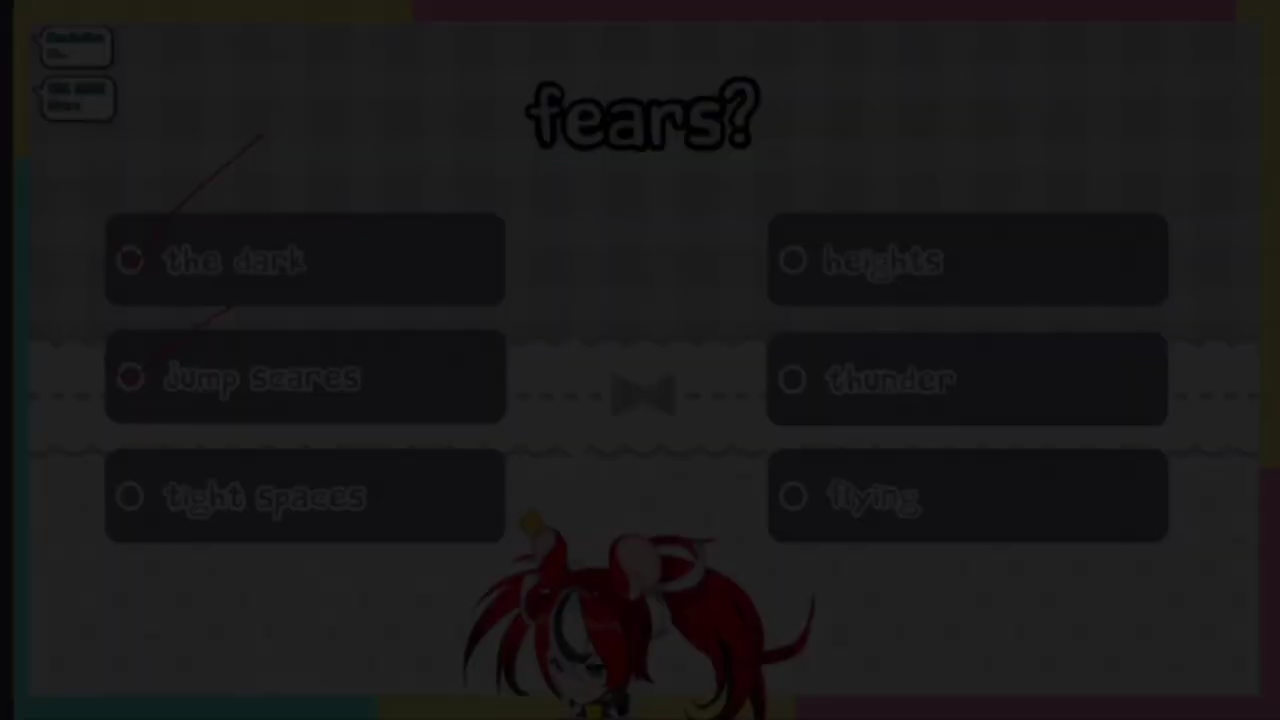 fears?
the dark
heights
jump scares
thunder
tight spaces
flying